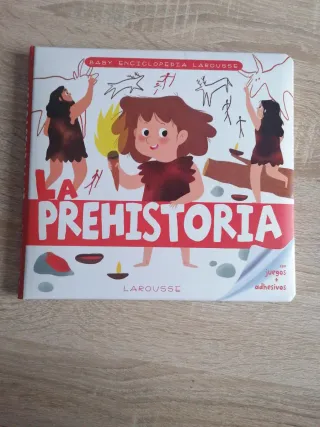 BABY ENCICLOPEDIA LAROUSSE
LA
PREHISTORIA
con
juegos
+
adhesivos
LAROUSSE